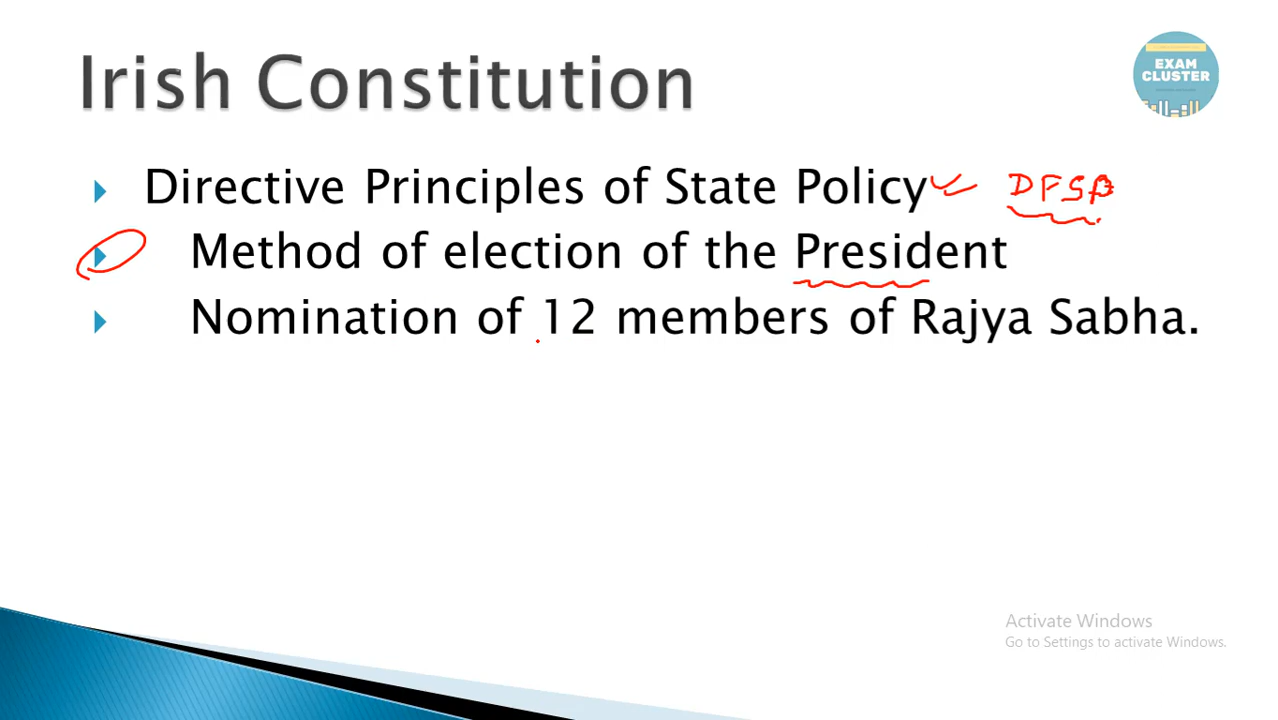 Irish Constitution
EXAM
CLUSTER
Directive Principles of State Policy DFSP
Method of election of the President
Nomination of 12 members of Rajya Sabha.
Activate Windows
Go to Settings to activate Windows.